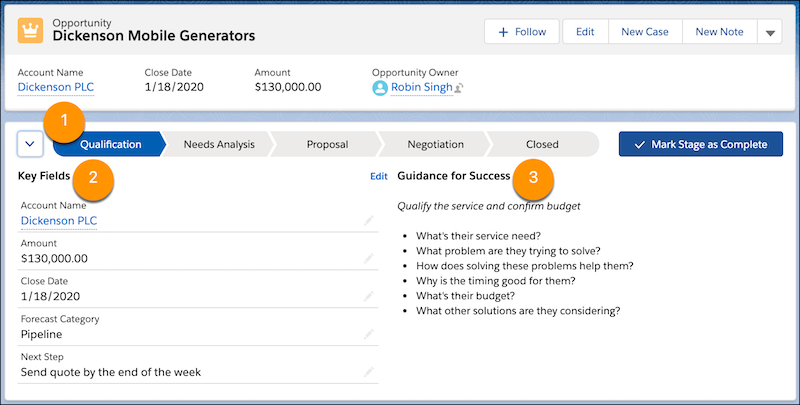 Opportunity
Dickenson Mobile Generators
+ Follow
Edit
New Case
New Note
Account Name
Close Date
Amount
Opportunity Owner
Dickenson PLC
1/18/2020
$130,000.00
Robin Singh
1
Qualification
Needs Analysis
Proposal
Negotiation
Closed
Mark Stage as Complete
Key Fields
2
Edit
Guidance for Success
3
Account Name
Dickenson PLC
Amount
$130,000.00
Close Date
1/18/2020
Forecast Category
Pipeline
Next Step
Send quote by the end of the week
Qualify the service and confirm budget
• What's their service need?
• What problem are they trying to solve?
• How does solving these problems help them?
• Why is the timing good for them?
• What's their budget?
• What other solutions are they considering?